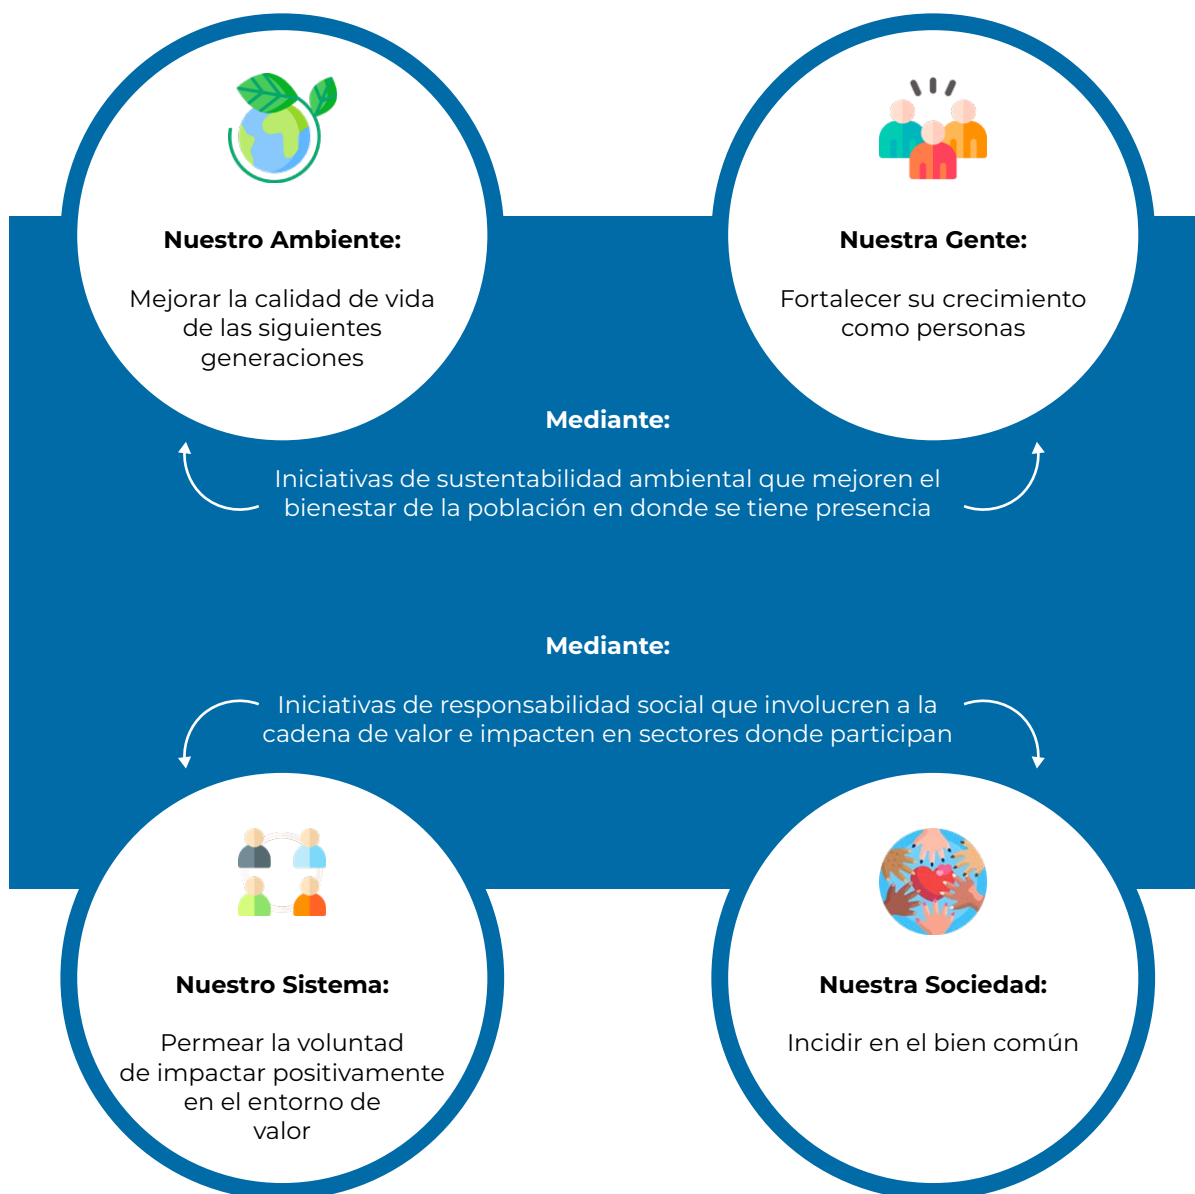 Nuestro Ambiente:
Mejorar la calidad de vida
de las siguientes
generaciones
Nuestra Gente:
Fortalecer su crecimiento
como personas
Mediante:
Iniciativas de sustentabilidad ambiental que mejoren el
bienestar de la población en donde se tiene presencia
Mediante:
Iniciativas de responsabilidad social que involucren a la
cadena de valor e impacten en sectores donde participan
Nuestro Sistema:
Permear la voluntad
de impactar positivamente
en el entorno de
valor
Nuestra Sociedad:
Incidir en el bien común